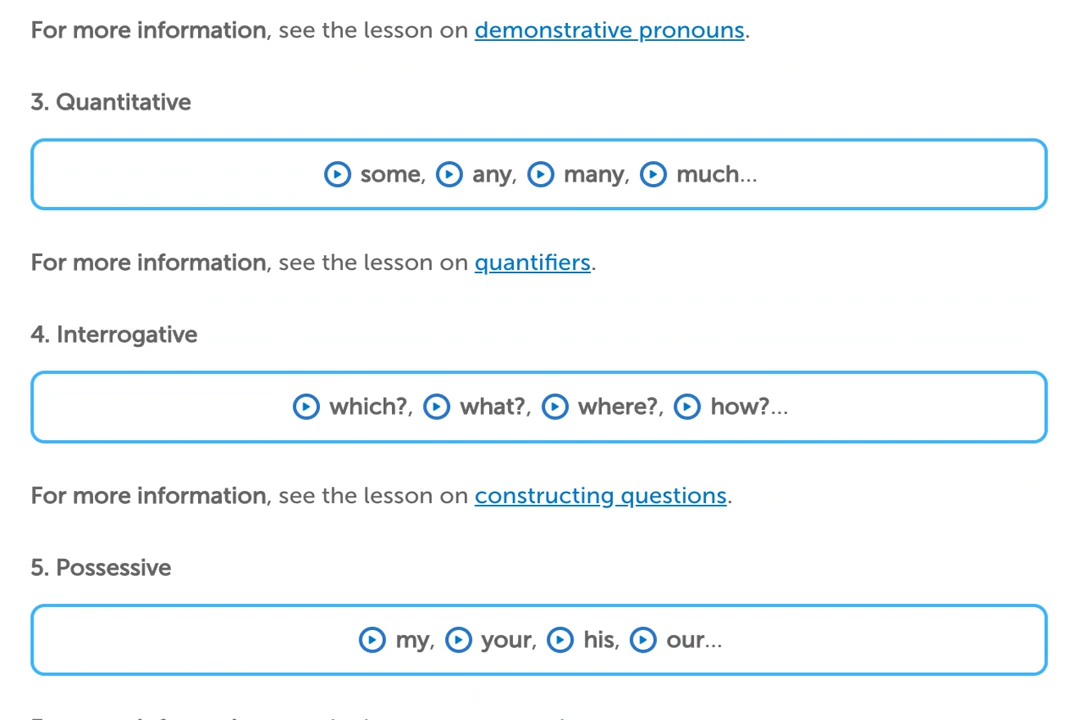 For more information, see the lesson on demonstrative pronouns.
3. Quantitative
some, any, many, much...
For more information, see the lesson on quantifiers.
4. Interrogative
which?, what?, where?, how?...
For more information, see the lesson on constructing questions.
5. Possessive
my, your, his, our...